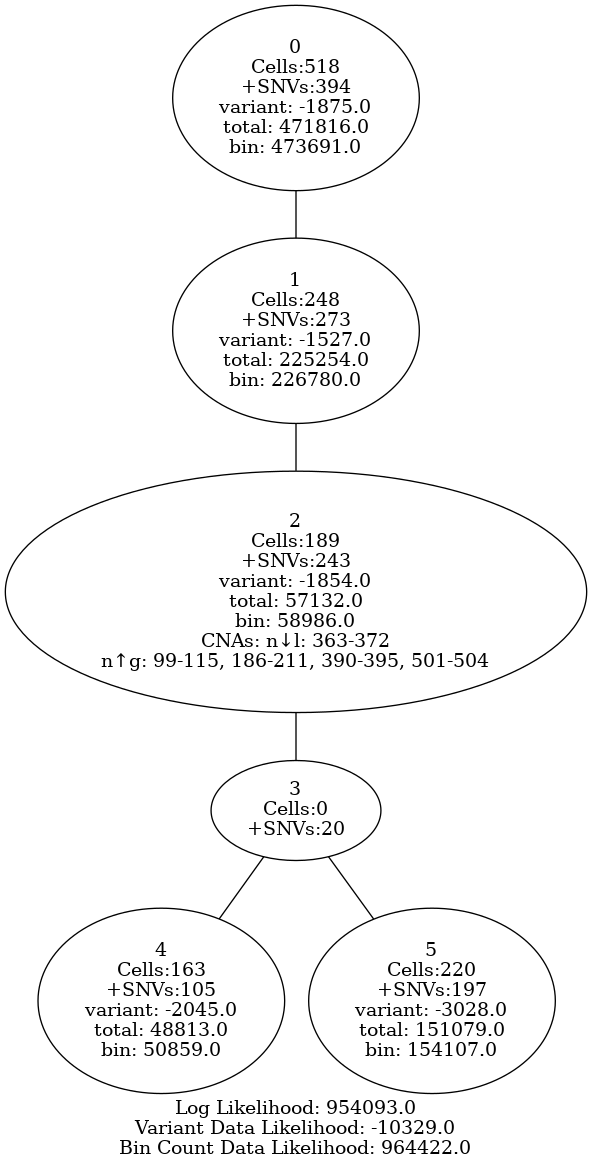 0
Cells:518
+SNVs:394
variant: -1875.0
total: 471816.0
bin: 473691.0
1
Cells:248
+SNVs:273
variant: -1527.0
total: 225254.0
bin: 226780.0
2
Cells:189
+SNVs:243
variant: -1854.0
total: 57132.0
bin: 58986.0
CNAs: n↓l: 363-372
n↑g: 99-115, 186-211, 390-395, 501-504
3
Cells:0
+SNVs:20
4
Cells:163
+SNVs:105
variant: -2045.0
total: 48813.0
bin: 50859.0
5
Cells:220
+SNVs:197
variant: -3028.0
total: 151079.0
bin: 154107.0
Log Likelihood: 954093.0
Variant Data Likelihood: -10329.0
Bin Count Data Likelihood: 964422.0